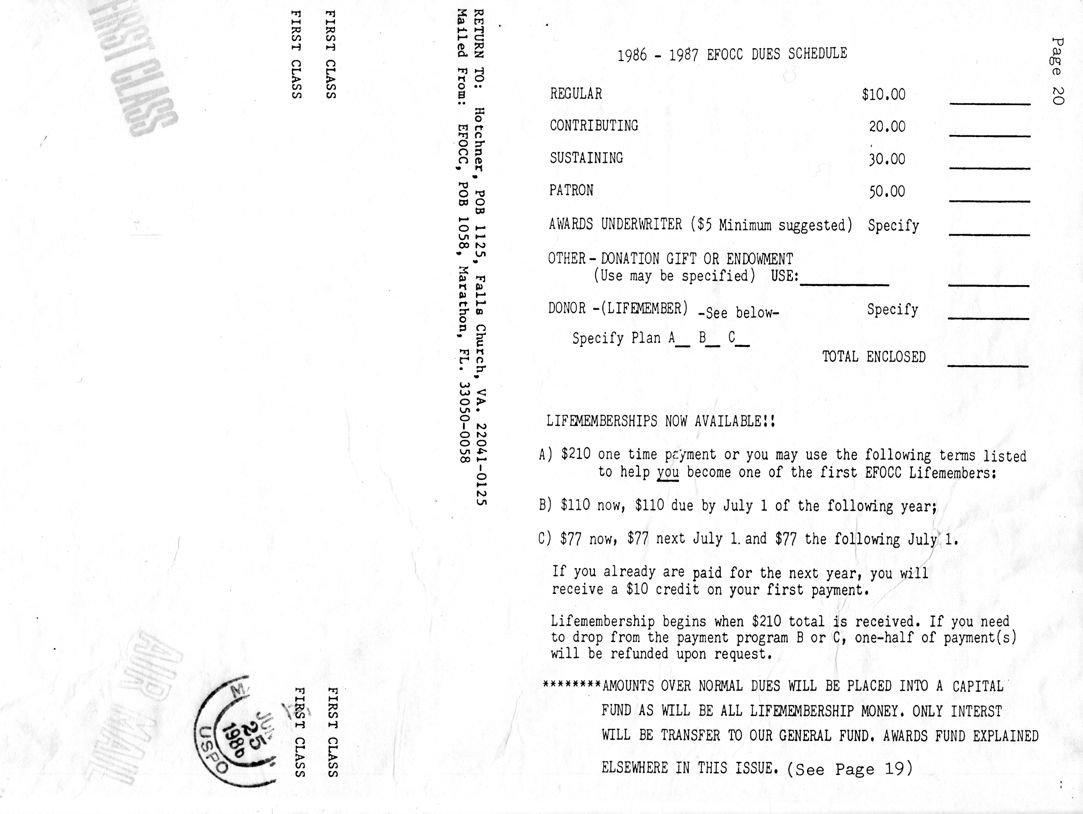 FIRST CLASS
FIRST CLASS
FIRST CLASS
RETURN TO: Hotchner, POB 1125, Falls Church, VA. 22041-0125
Mailed From: EFOCC, POB 1058, Marathon, FL. 33050-0058
AIR MAIL
M
JUN
25
1986
USPO
FIRST CLASS
FIRST CLASS
Page 20
1986 - 1987 EFOCC DUES SCHEDULE
REGULAR $10.00
CONTRIBUTING 20.00
SUSTAINING 30.00
PATRON 50.00
AWARDS UNDERWRITER ($5 Minimum suggested) Specify
OTHER - DONATION GIFT OR ENDOWMENT
(Use may be specified) USE:
DONOR -(LIFEMEMBER) -See below- Specify
Specify Plan A__ B__ C__
TOTAL ENCLOSED
LIFEMEMBERSHIPS NOW AVAILABLE!!
A) $210 one time payment or you may use the following terms listed
to help you become one of the first EFOCC Lifemembers:
B) $110 now, $110 due by July 1 of the following year;
C) $77 now, $77 next July 1. and $77 the following July 1.
If you already are paid for the next year, you will
receive a $10 credit on your first payment.
Lifemembership begins when $210 total is received. If you need
to drop from the payment program B or C, one-half of payment(s)
will be refunded upon request.
********AMOUNTS OVER NORMAL DUES WILL BE PLACED INTO A CAPITAL
FUND AS WILL BE ALL LIFEMEMBERSHIP MONEY. ONLY INTERST
WILL BE TRANSFER TO OUR GENERAL FUND. AWARDS FUND EXPLAINED
ELSEWHERE IN THIS ISSUE. (See Page 19)